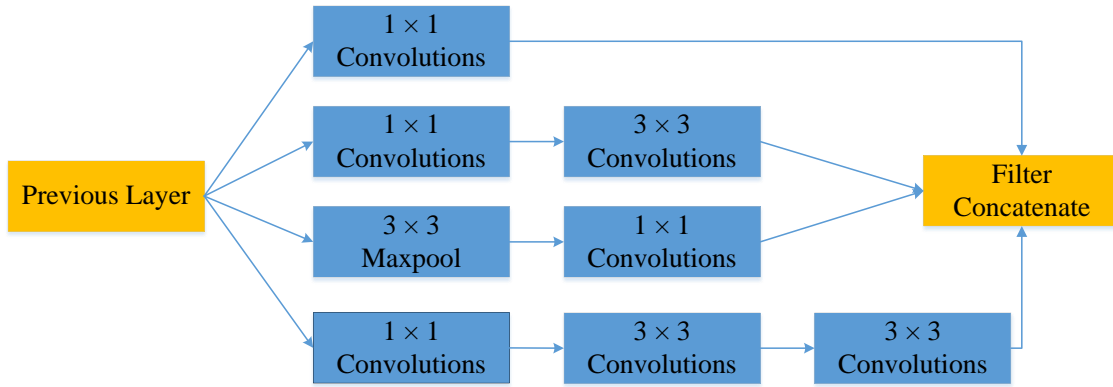 1 × 1
Convolutions
1 × 1
Convolutions
3 × 3
Convolutions
Previous Layer
Filter
Concatenate
3 × 3
Maxpool
1 × 1
Convolutions
1 × 1
Convolutions
3 × 3
Convolutions
3 × 3
Convolutions